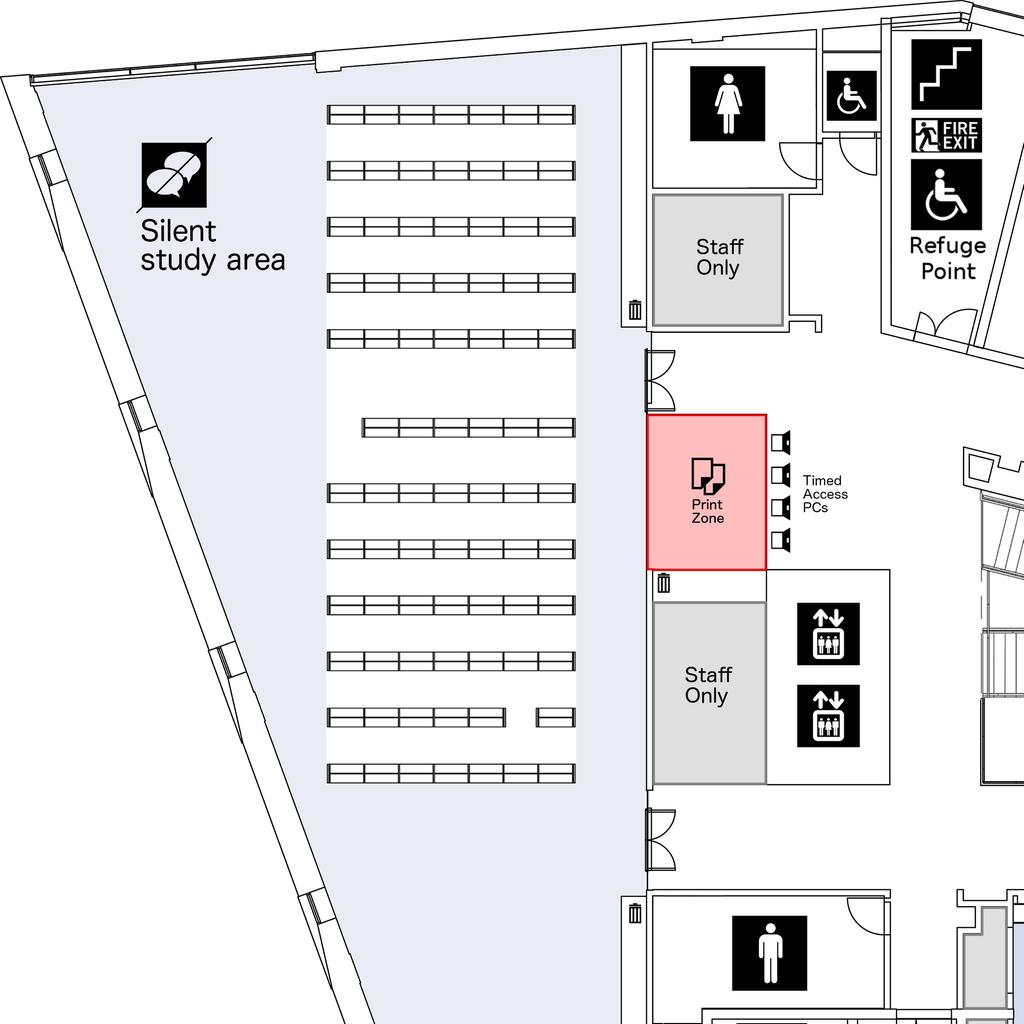 FIRE
EXIT
Refuge
Point
Silent
study area
Staff
Only
Print
Zone
Timed
Access
PCs
Staff
Only